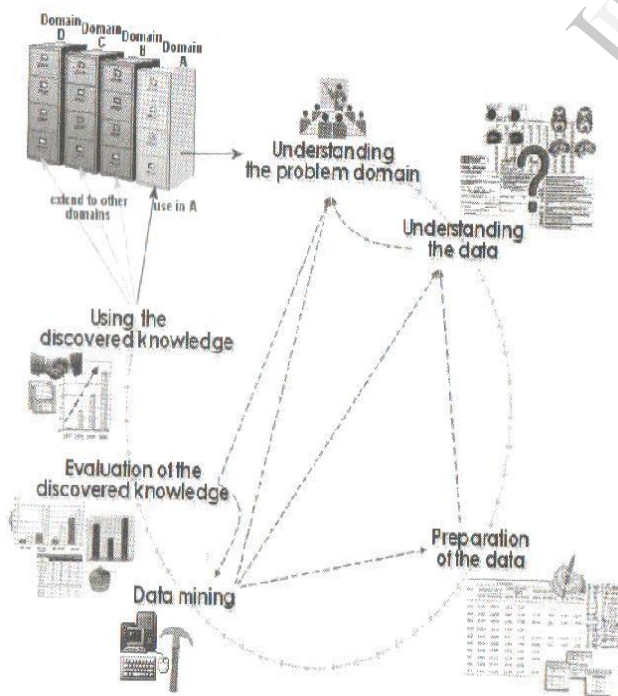 Domain
D
Domain
C
Domain
B
Domain
A
extend to other
domains
use in A
Understanding
the problem domain
Understanding
the data
?
Using the
discovered knowledge
Evaluation of the
discovered knowledge
Preparation
of the data
Data mining